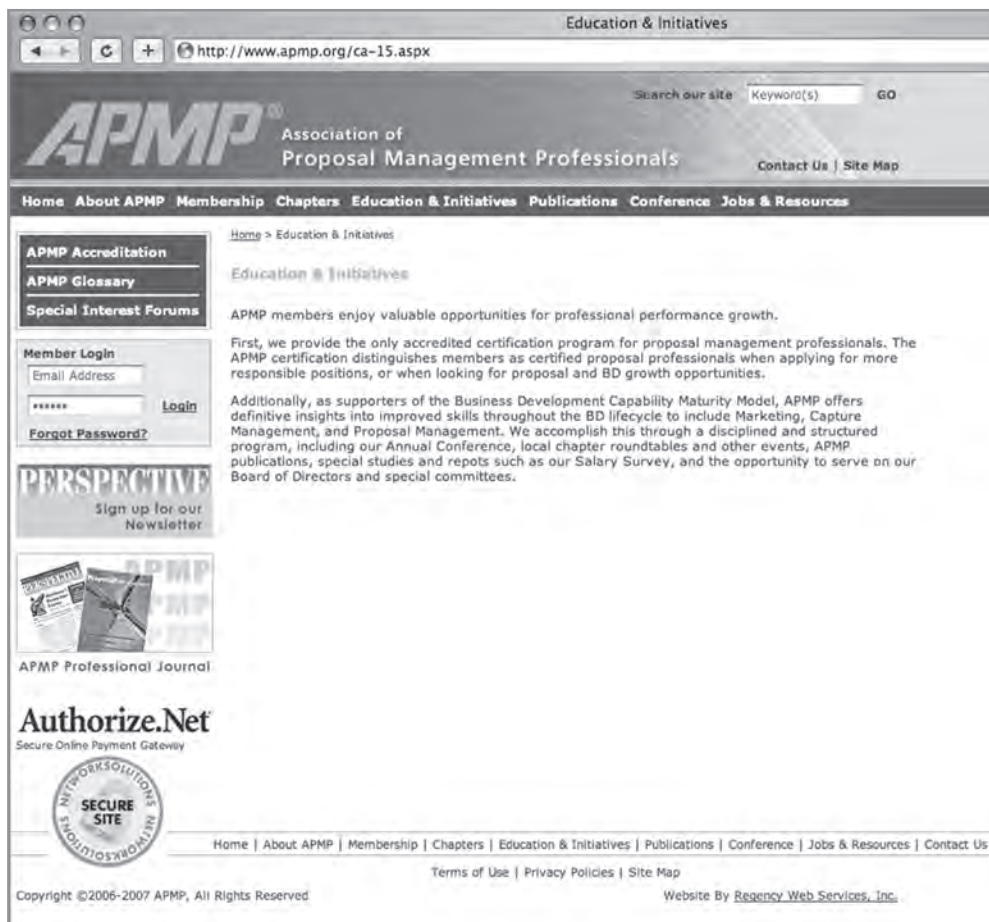 Education & Initiatives
http://www.apmp.org/ca-15.aspx
Search our site Keyword(s) GO
APMP®
Association of
Proposal Management Professionals
Contact Us | Site Map
Home About APMP Membership Chapters Education & Initiatives Publications Conference Jobs & Resources
APMP Accreditation
APMP Glossary
Special Interest Forums
Member Login
Email Address
****** Login
Forgot Password?
PERSPECTIVE
Sign up for our
Newsletter
APMP
APMP
APMP
APMP Professional Journal
Authorize.Net
Secure Online Payment Gateway
NETWORKSOLUTIONS NETWORKSOLUTIONS
SECURE
SITE
Home > Education & Initiatives
Education & Initiatives
APMP members enjoy valuable opportunities for professional performance growth.
First, we provide the only accredited certification program for proposal management professionals. The
APMP certification distinguishes members as certified proposal professionals when applying for more
responsible positions, or when looking for proposal and BD growth opportunities.
Additionally, as supporters of the Business Development Capability Maturity Model, APMP offers
definitive insights into improved skills throughout the BD lifecycle to include Marketing, Capture
Management, and Proposal Management. We accomplish this through a disciplined and structured
program, including our Annual Conference, local chapter roundtables and other events, APMP
publications, special studies and repots such as our Salary Survey, and the opportunity to serve on our
Board of Directors and special committees.
Home | About APMP | Membership | Chapters | Education & Initiatives | Publications | Conference | Jobs & Resources | Contact Us
Terms of Use | Privacy Policies | Site Map
Copyright ©2006-2007 APMP, All Rights Reserved
Website By Regency Web Services, Inc.